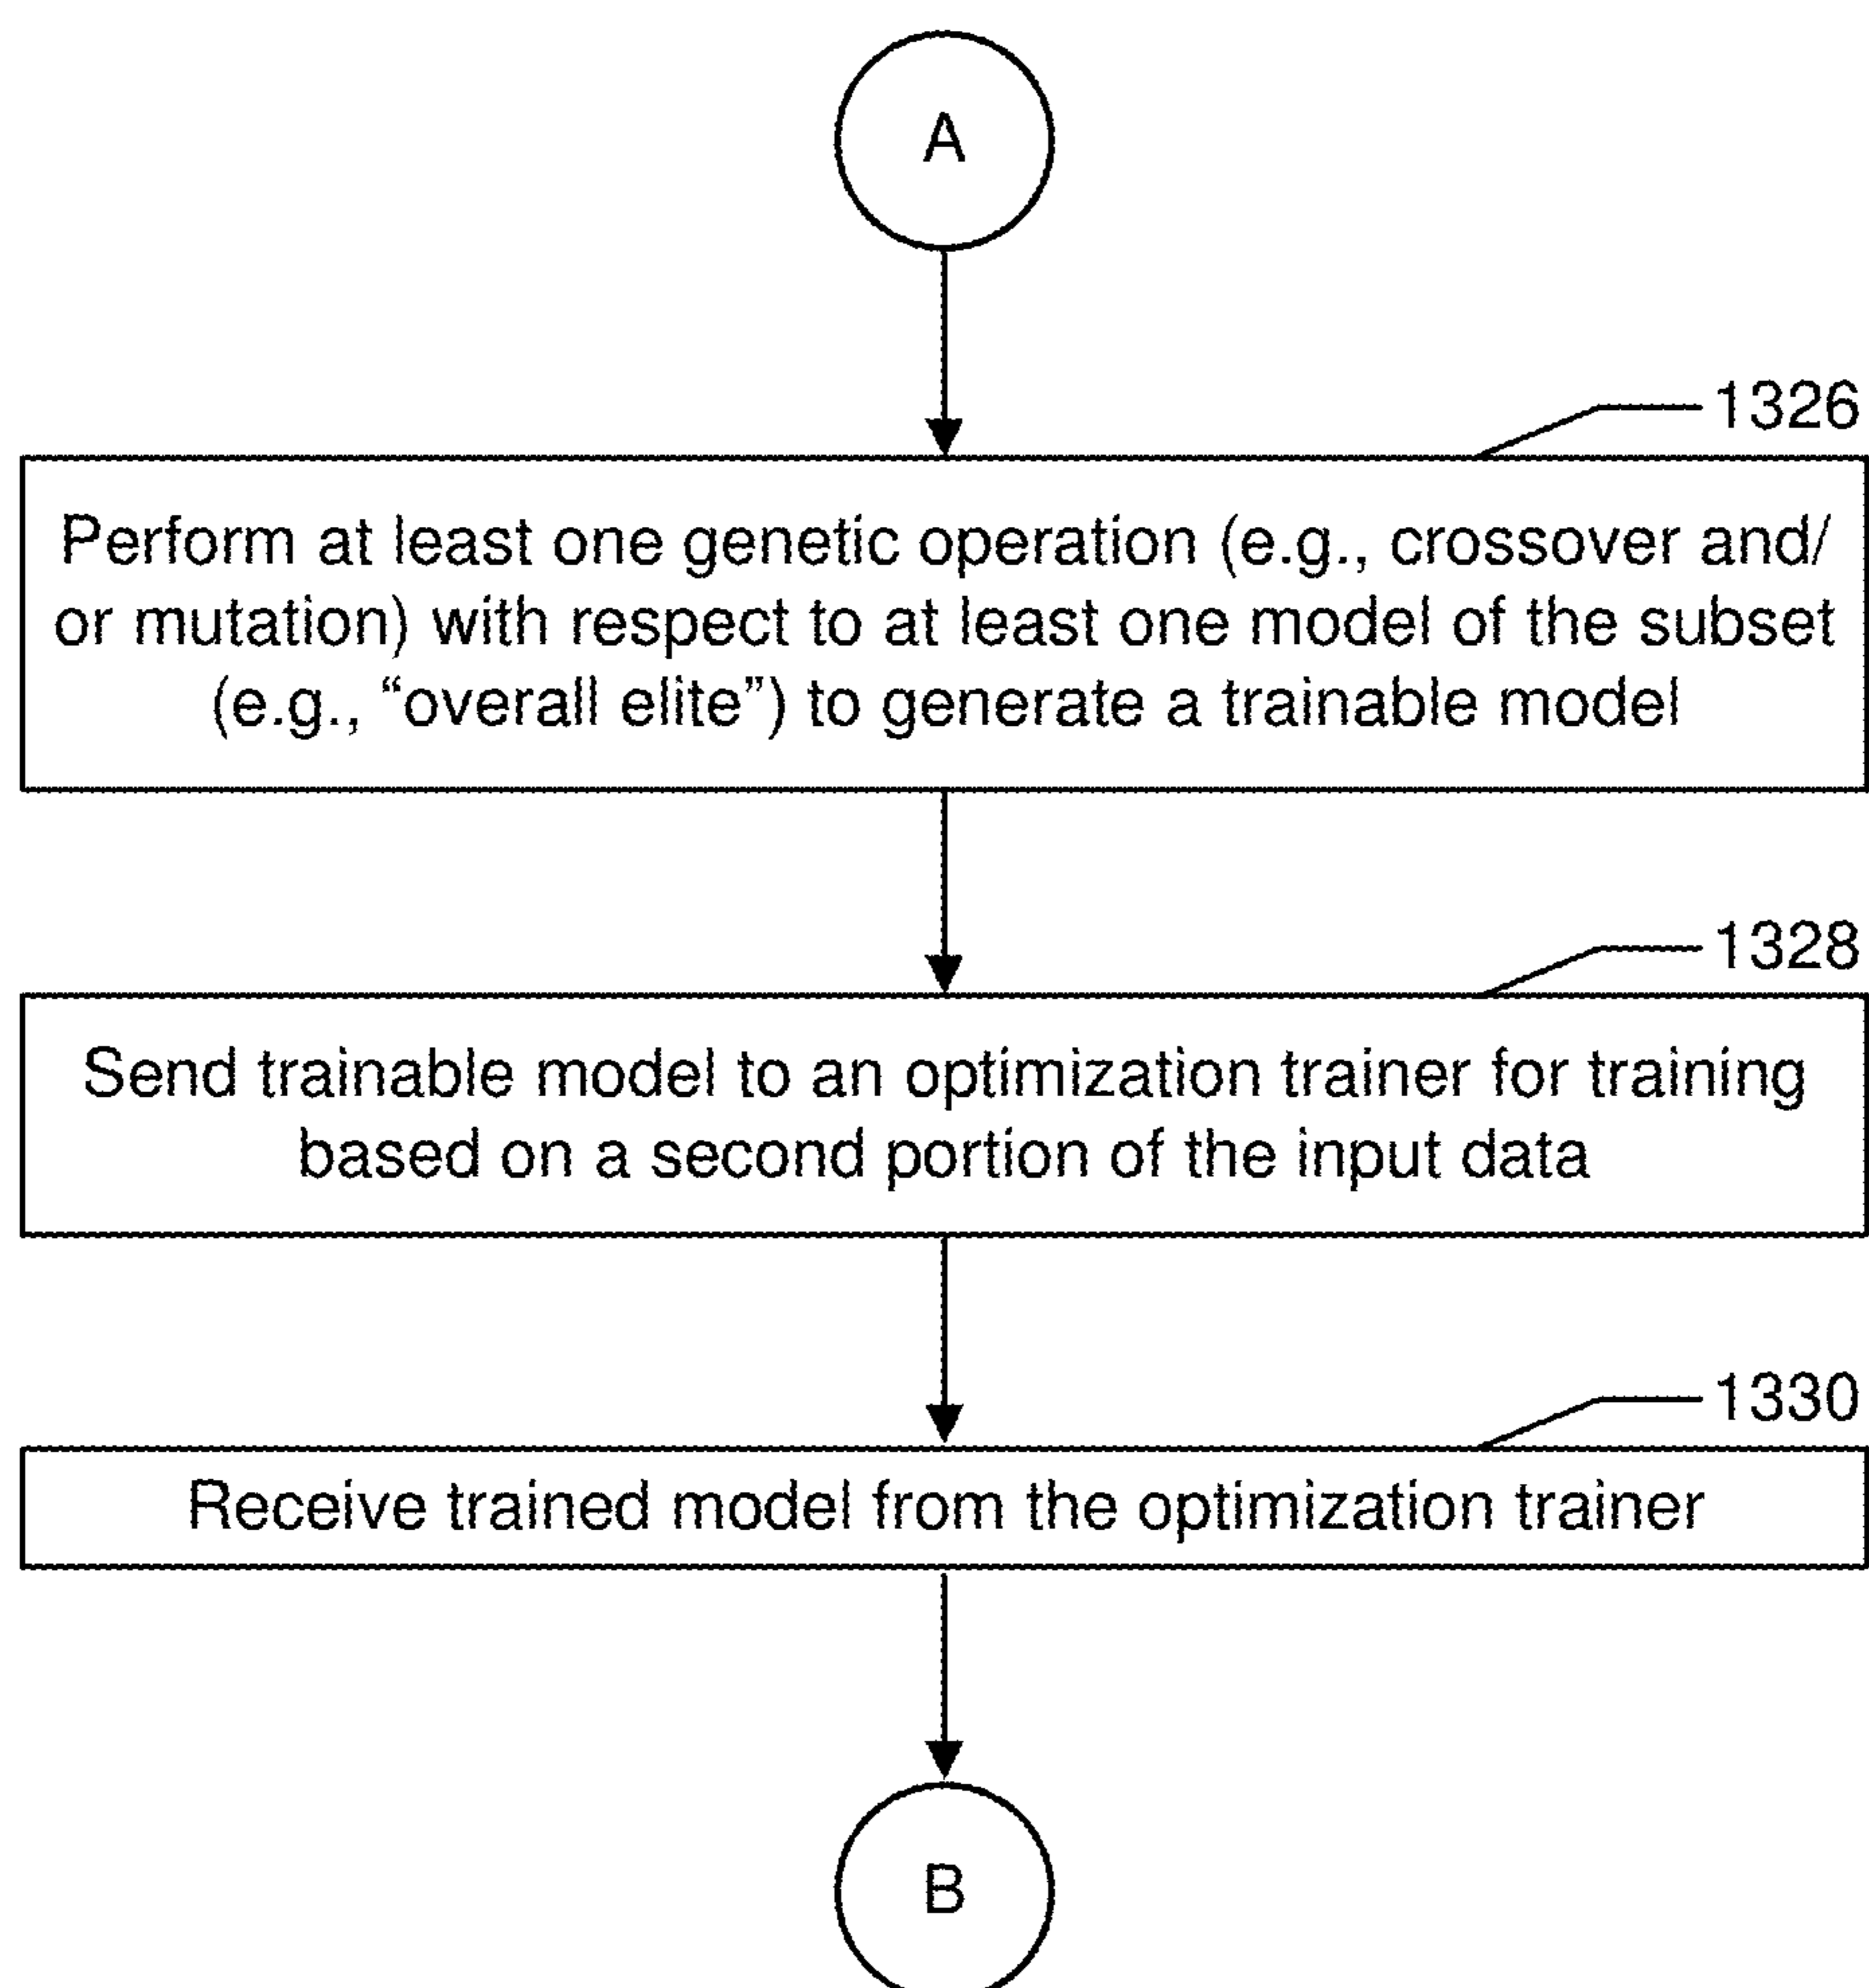 A
1326
Perform at least one genetic operation (e.g., crossover and/
or mutation) with respect to at least one model of the subset
(e.g., “overall elite”) to generate a trainable model
1328
Send trainable model to an optimization trainer for training
based on a second portion of the input data
1330
Receive trained model from the optimization trainer
B